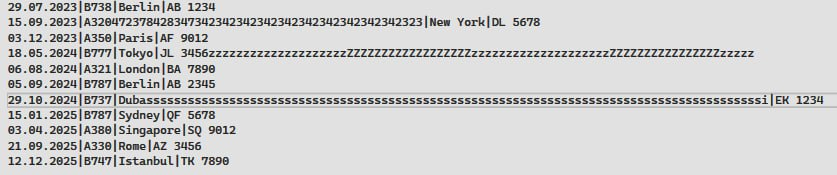 29.07.2023|B738|Berlin|AB 1234
15.09.2023|A320472378428347342342342342342342342342342342323|New York|DL 5678
03.12.2023|A350|Paris|AF 9012
18.05.2024|B777|Tokyo|JL 3456zzzzzzzzzzzzzzzzzzzzZZZZZZZZZZZZZZZZZZzzzzzzzzzzzzzzzzzzzzZZZZZZZZZZZZZZZZzzzzz
06.08.2024|A321|London|BA 7890
05.09.2024|B787|Berlin|AB 2345
29.10.2024|B737|Dubasssssssssssssssssssssssssssssssssssssssssssssssssssssssssssssssssssssssssssssssssssssssssi|EK 1234
15.01.2025|B787|Sydney|QF 5678
03.04.2025|A380|Singapore|SQ 9012
21.09.2025|A330|Rome|AZ 3456
12.12.2025|B747|Istanbul|TK 7890